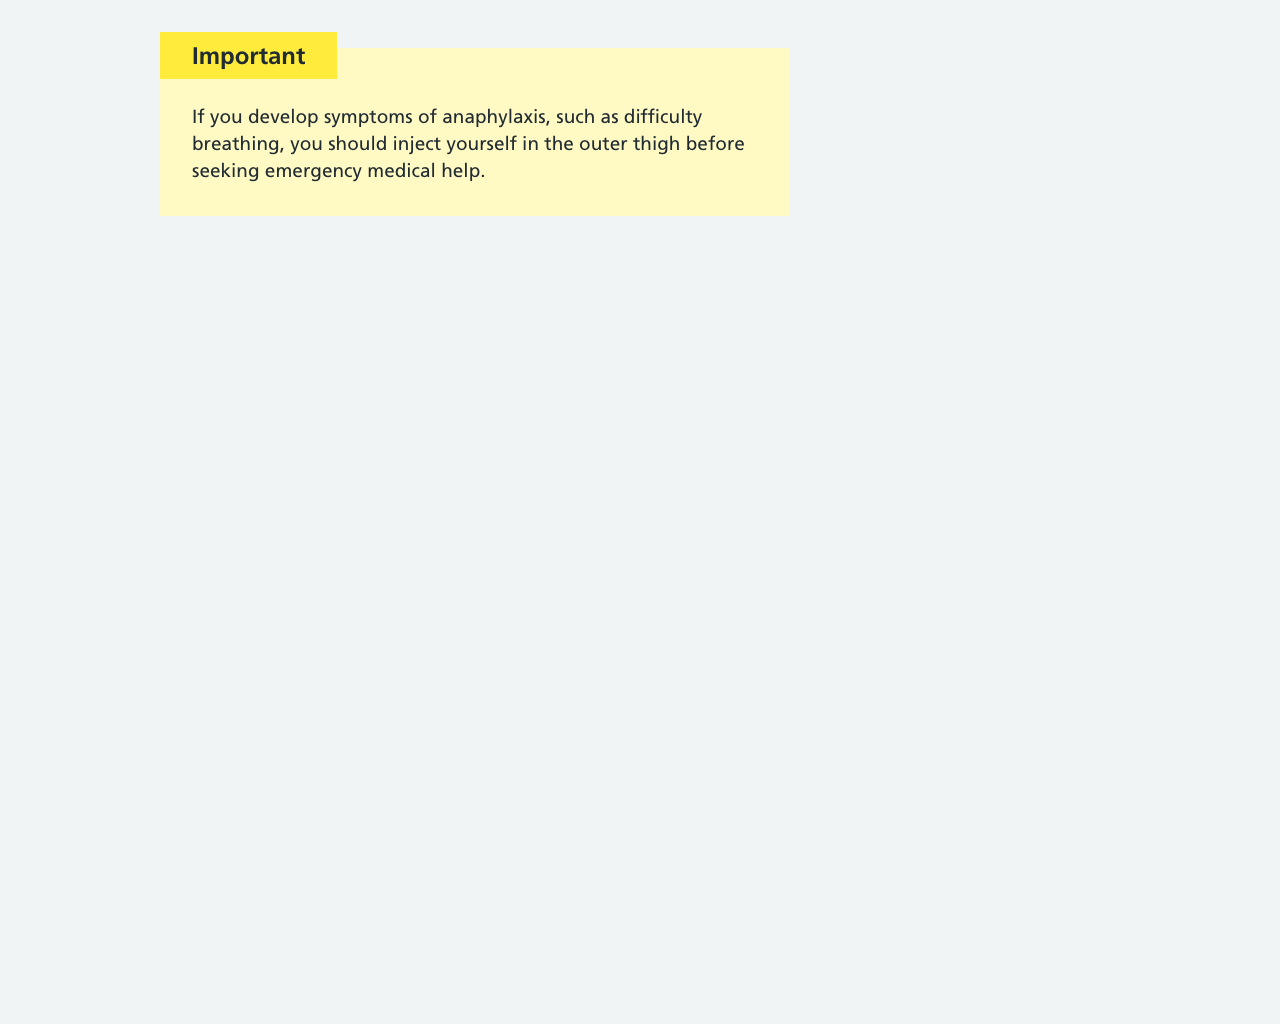 Important
If you develop symptoms of anaphylaxis, such as difficulty
breathing, you should inject yourself in the outer thigh before
seeking emergency medical help.